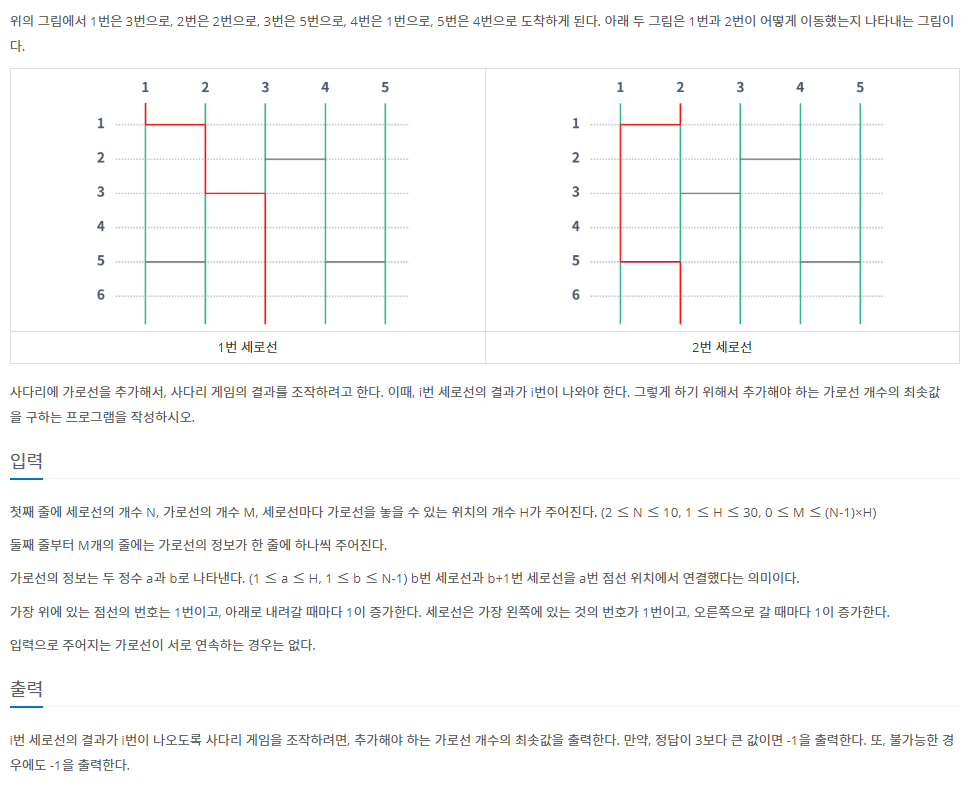 위의 그림에서 1번은 3번으로, 2번은 2번으로, 3번은 5번으로, 4번은 1번으로, 5번은 4번으로 도착하게 된다. 아래 두 그림은 1번과 2번이 어떻게 이동했는지 나타내는 그림이
다.
1 2 3 4 5
1
2
3
4
5
6
1번 세로선
1 2 3 4 5
1
2
3
4
5
6
2번 세로선
사다리에 가로선을 추가해서, 사다리 게임의 결과를 조작하려고 한다. 이때, i번 세로선의 결과가 i번이 나와야 한다. 그렇게 하기 위해서 추가해야 하는 가로선 개수의 최솟값
을 구하는 프로그램을 작성하시오.
입력
첫째 줄에 세로선의 개수 N, 가로선의 개수 M, 세로선마다 가로선을 놓을 수 있는 위치의 개수 H가 주어진다. (2 ≤ N ≤ 10, 1 ≤ H ≤ 30, 0 ≤ M ≤ (N-1)×H)
둘째 줄부터 M개의 줄에는 가로선의 정보가 한 줄에 하나씩 주어진다.
가로선의 정보는 두 정수 a과 b로 나타낸다. (1 ≤ a ≤ H, 1 ≤ b ≤ N-1) b번 세로선과 b+1번 세로선을 a번 점선 위치에서 연결했다는 의미이다.
가장 위에 있는 점선의 번호는 1번이고, 아래로 내려갈 때마다 1이 증가한다. 세로선은 가장 왼쪽에 있는 것의 번호가 1번이고, 오른쪽으로 갈 때마다 1이 증가한다.
입력으로 주어지는 가로선이 서로 연속하는 경우는 없다.
출력
i번 세로선의 결과가 i번이 나오도록 사다리 게임을 조작하려면, 추가해야 하는 가로선 개수의 최솟값을 출력한다. 만약, 정답이 3보다 큰 값이면 -1을 출력한다. 또, 불가능한 경
우에도 -1을 출력한다.